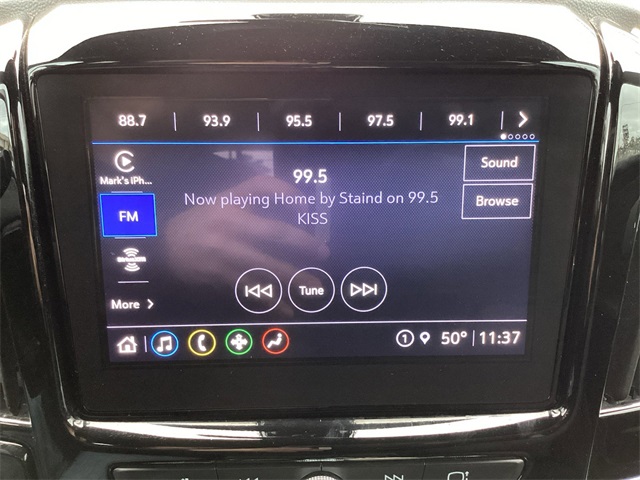 88.7 | 93.9 | 95.5 | 97.5 | 99.1
Mark's iPh...
FM
More
99.5
Now playing Home by Staind on 99.5
KISS
Tune
Sound
Browse
1 50° | 11:37